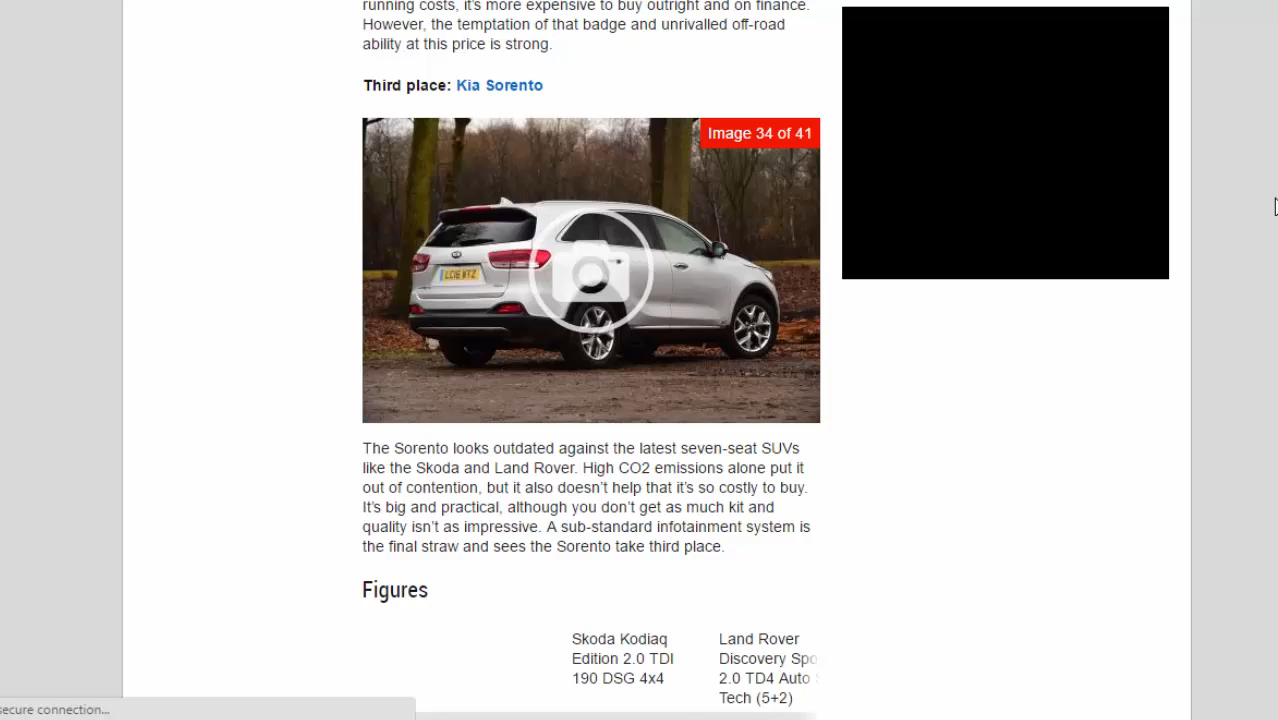 running costs, it's more expensive to buy outright and on finance.
However, the temptation of that badge and unrivalled off-road
ability at this price is strong.
Third place: Kia Sorento
Image 34 of 41
The Sorento looks outdated against the latest seven-seat SUVs
like the Skoda and Land Rover. High CO2 emissions alone put it
out of contention, but it also doesn't help that it's so costly to buy.
It's big and practical, although you don't get as much kit and
quality isn't as impressive. A sub-standard infotainment system is
the final straw and sees the Sorento take third place.
Figures
Skoda Kodiaq
Edition 2.0 TDI
190 DSG 4x4
Land Rover
Discovery Spo
2.0 TD4 Auto
Tech (5+2)
secure connection...